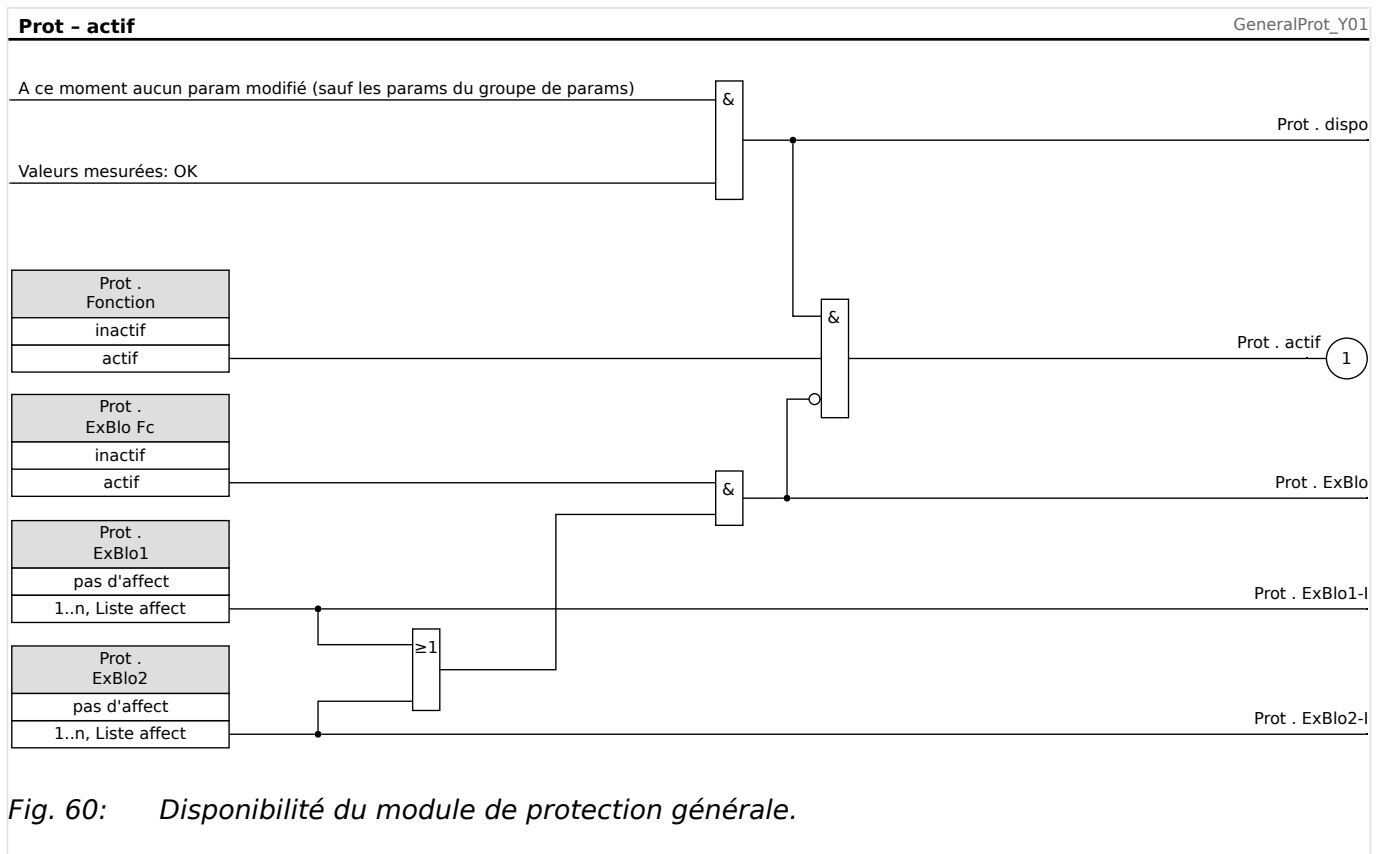 Prot – actif
GeneralProt_Y01
A ce moment aucun param modifié (sauf les params du groupe de params)
&
Prot . dispo
Valeurs mesurées: OK
Prot .
Fonction
inactif
actif
&
Prot . actif
1
Prot .
ExBlo Fc
inactif
actif
&
Prot . ExBlo
Prot .
ExBlo1
pas d'affect
1..n, Liste affect
Prot . ExBlo1-I
≥1
Prot .
ExBlo2
pas d'affect
1..n, Liste affect
Prot . ExBlo2-I
Fig. 60: Disponibilité du module de protection générale.